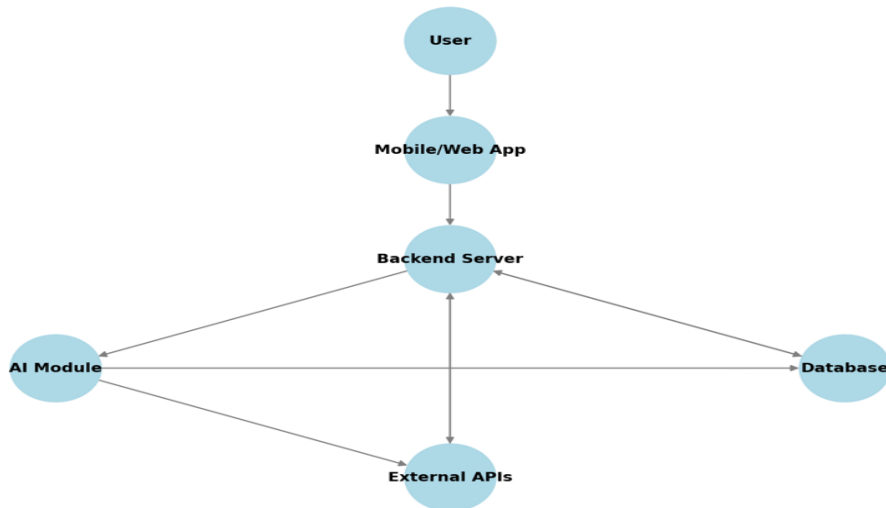 User
Mobile/Web App
Backend Server
AI Module
Database
External APIs